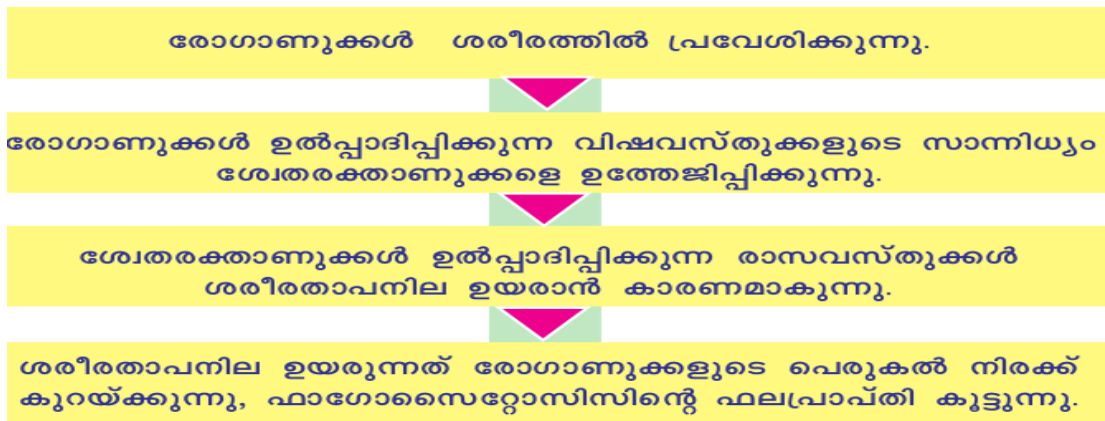 രോഗാണുക്കൾ ശരീരത്തിൽ പ്രവേശിക്കുന്നു.
രോഗാണുക്കൾ ഉൽപ്പാദിപ്പിക്കുന്ന വിഷവസ്തുക്കളുടെ സാന്നിധ്യം
ശ്വേതരക്താണുക്കളെ ഉത്തേജിപ്പിക്കുന്നു.
ശ്വേതരക്താണുക്കൾ ഉൽപ്പാദിപ്പിക്കുന്ന രാസവസ്തുക്കൾ
ശരീരതാപനില ഉയരാൻ കാരണമാകുന്നു.
ശരീരതാപനില ഉയരുന്നത് രോഗാണുക്കളുടെ പെരുകൽ നിരക്ക്
കുറയ്ക്കുന്നു, ഫാഗോസൈറ്റോസിസിന്റെ ഫലപ്രാപ്തി കൂട്ടുന്നു.